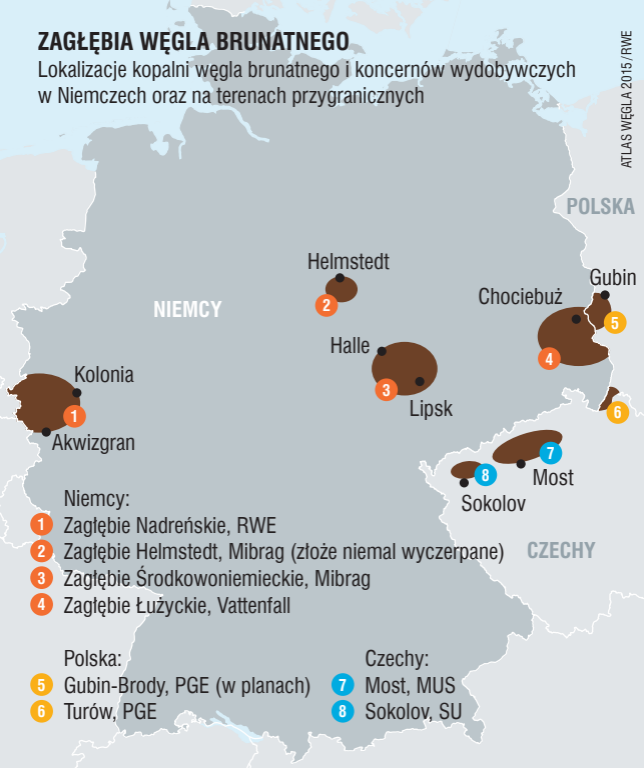 ZAGŁĘBIA WĘGLA BRUNATNEGO
Lokalizacje kopalni węgla brunatnego i koncernów wydobywczych
w Niemczech oraz na terenach przygranicznych
ATLAS WĘGLA 2015 / RWE
POLSKA
Helmstedt
2
NIEMCY
Gubin
Chociebuż
5
Halle
4
Kolonia
3
Lipsk
1
6
Akwizgran
7
8
Most
Sokolov
CZECHY
Niemcy:
1 Zagłębie Nadreńskie, RWE
2 Zagłębie Helmstedt, Mibrag (złoże niemal wyczerpane)
3 Zagłębie Środkowoniemieckie, Mibrag
4 Zagłębie Łużyckie, Vattenfall
Polska:
5 Gubin-Brody, PGE (w planach)
6 Turów, PGE
Czechy:
7 Most, MUS
8 Sokolov, SU